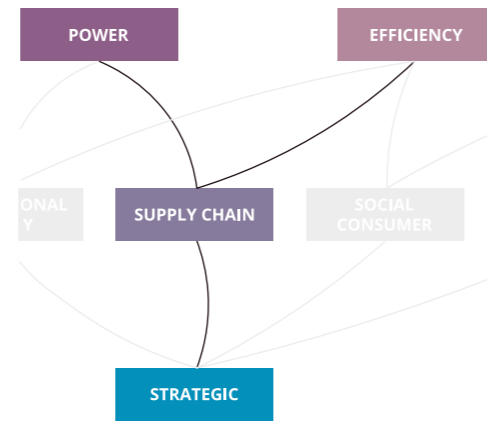 POWER
EFFICIENCY
ONAL
Y
SUPPLY CHAIN
SOCIAL
CONSUMER
STRATEGIC